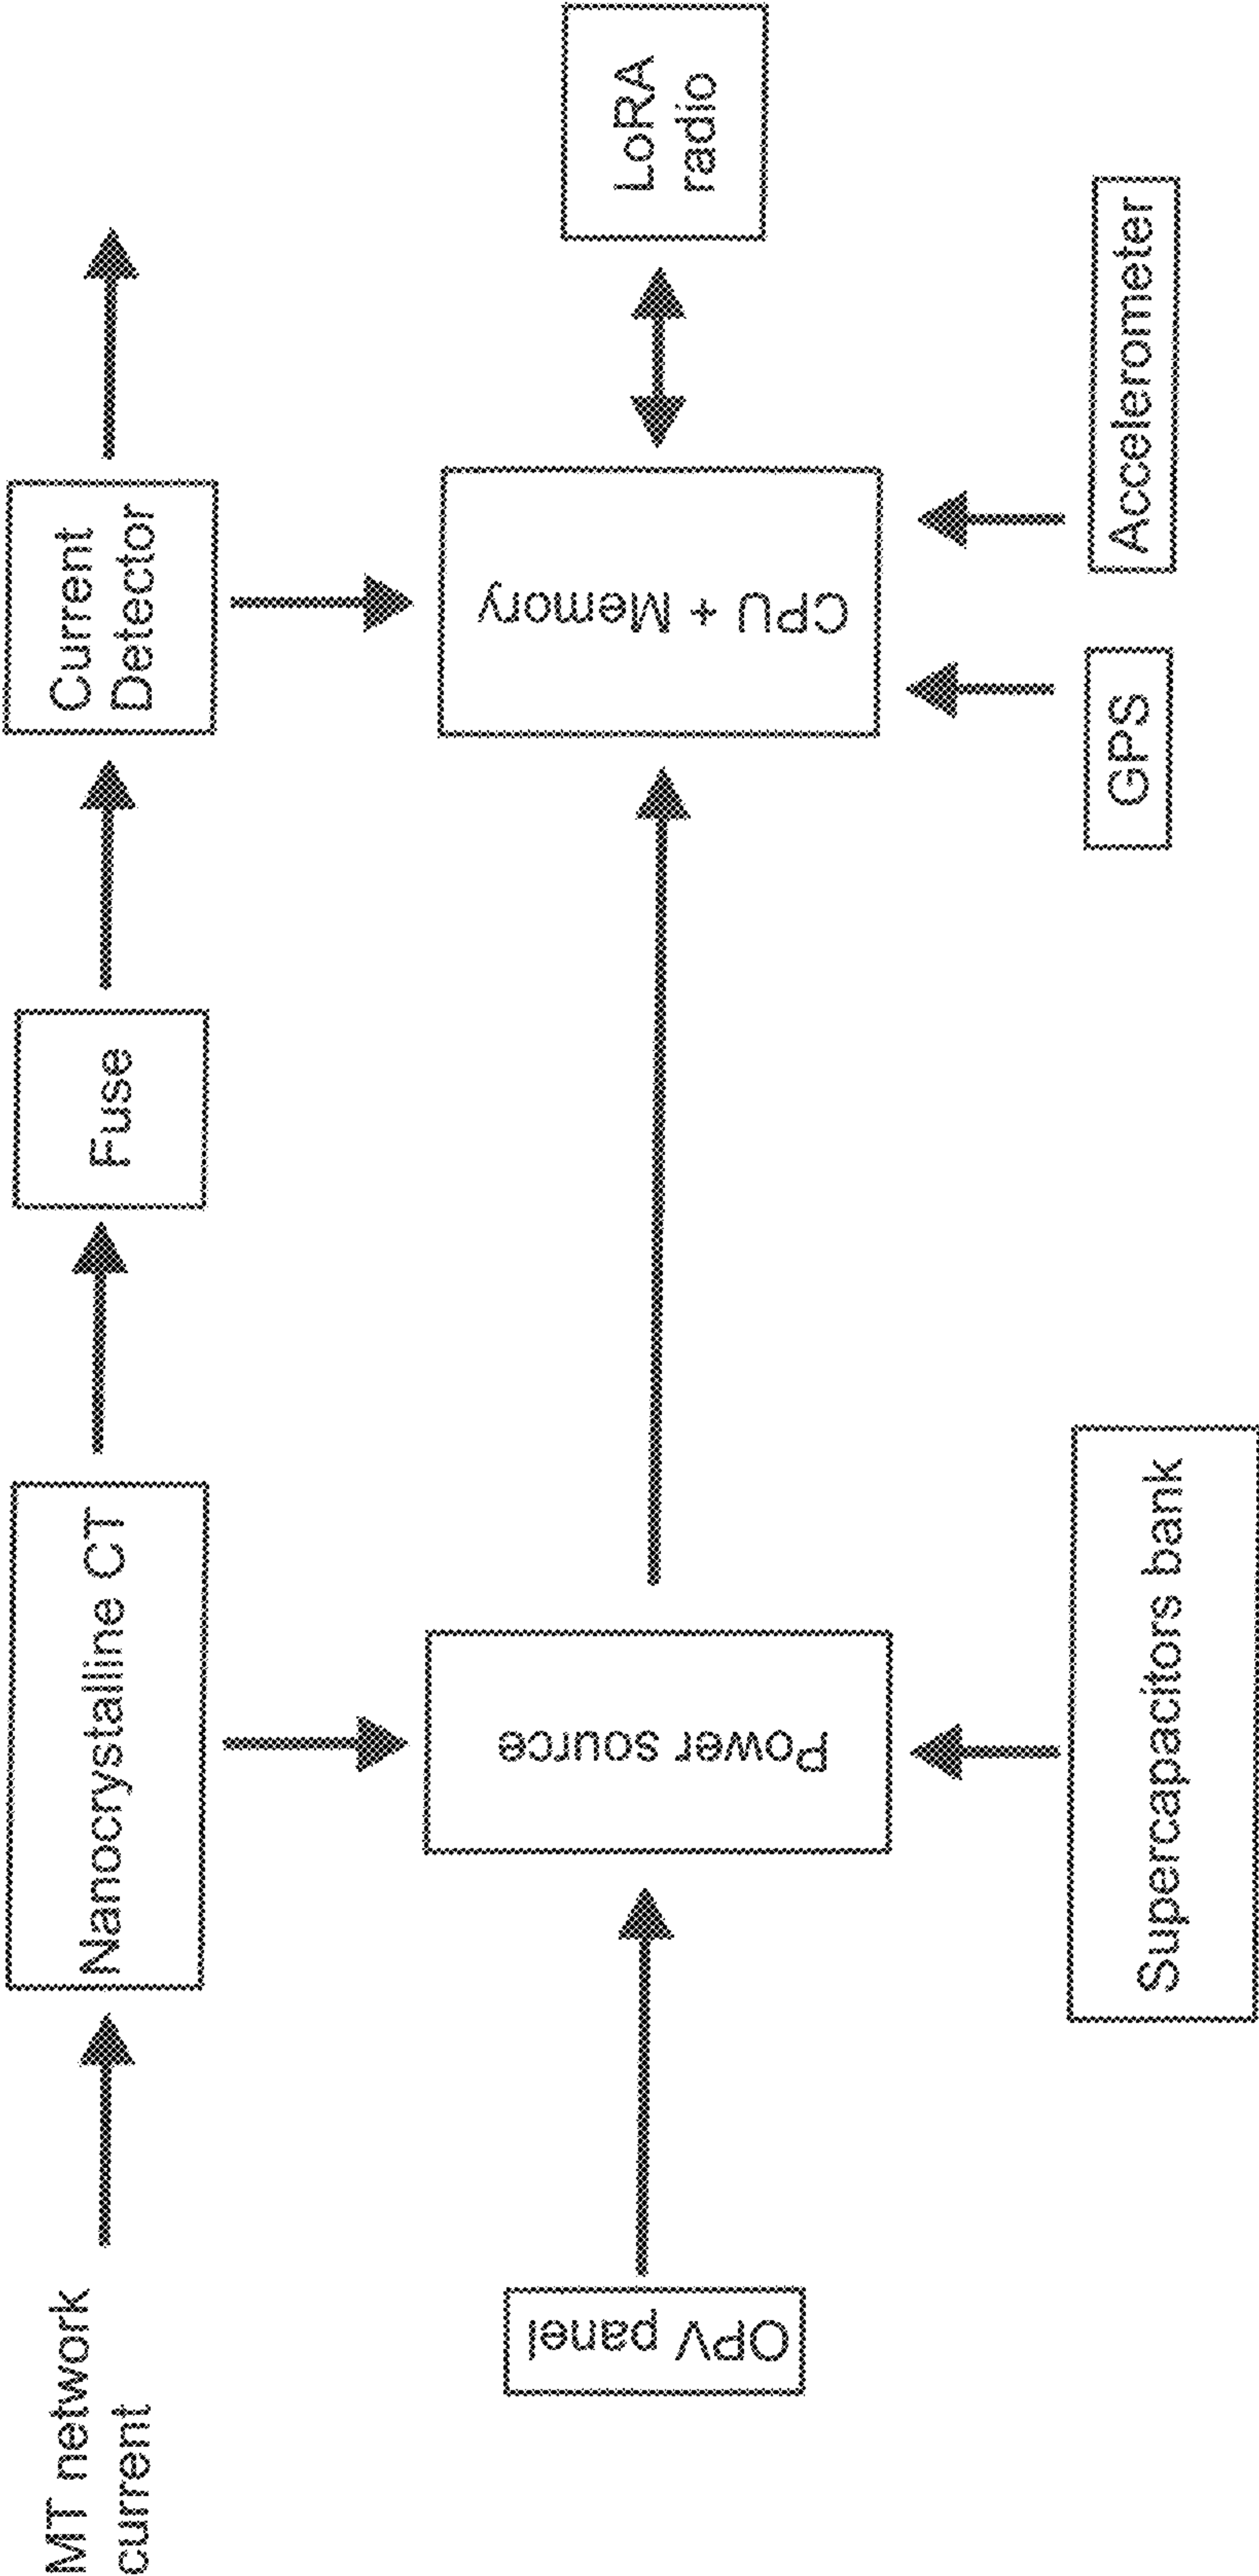 MT network
current
Nanocrystalline CT
Fuse
Current
Detector
OPV panel
Power source
CPU + Memory
LoRA
radio
Supercapacitors bank
GPS
Accelerometer